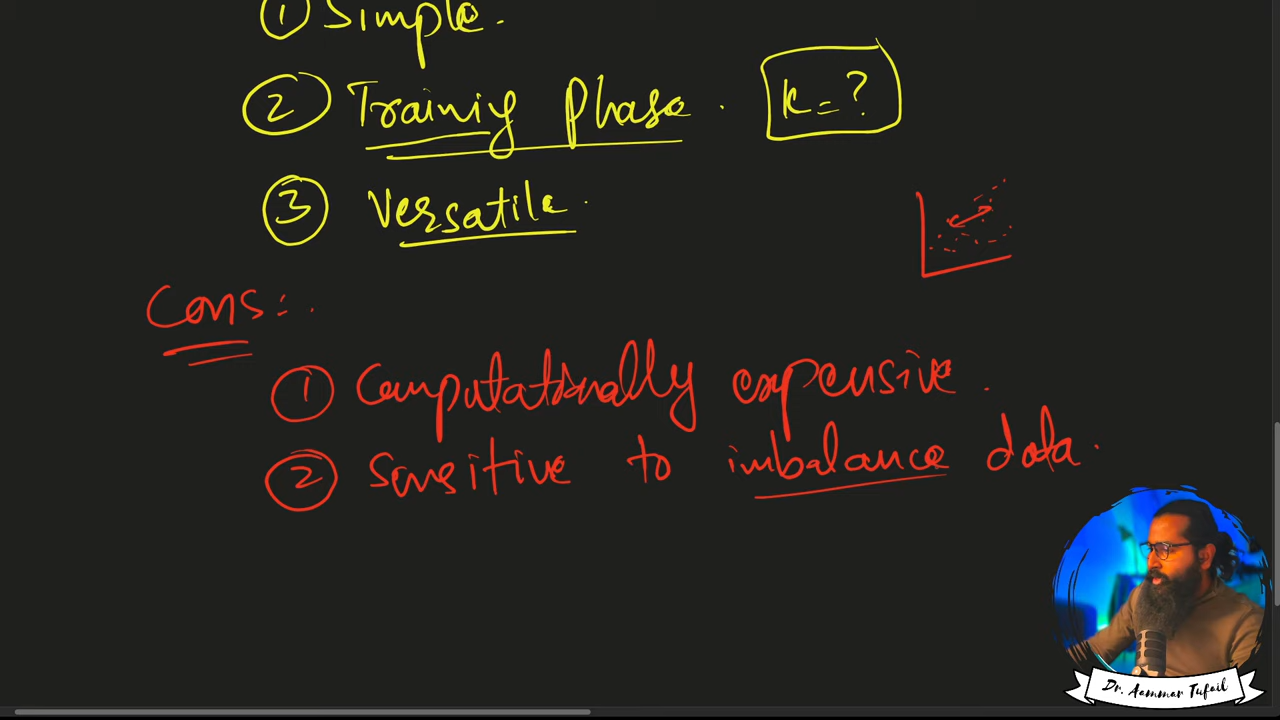 ① Simple.
② Training Phase. K=?
③ Versatile.
Cons:-
① Computationally expensive.
② Sensitive to imbalance data.
Dr. Aammar Tufail